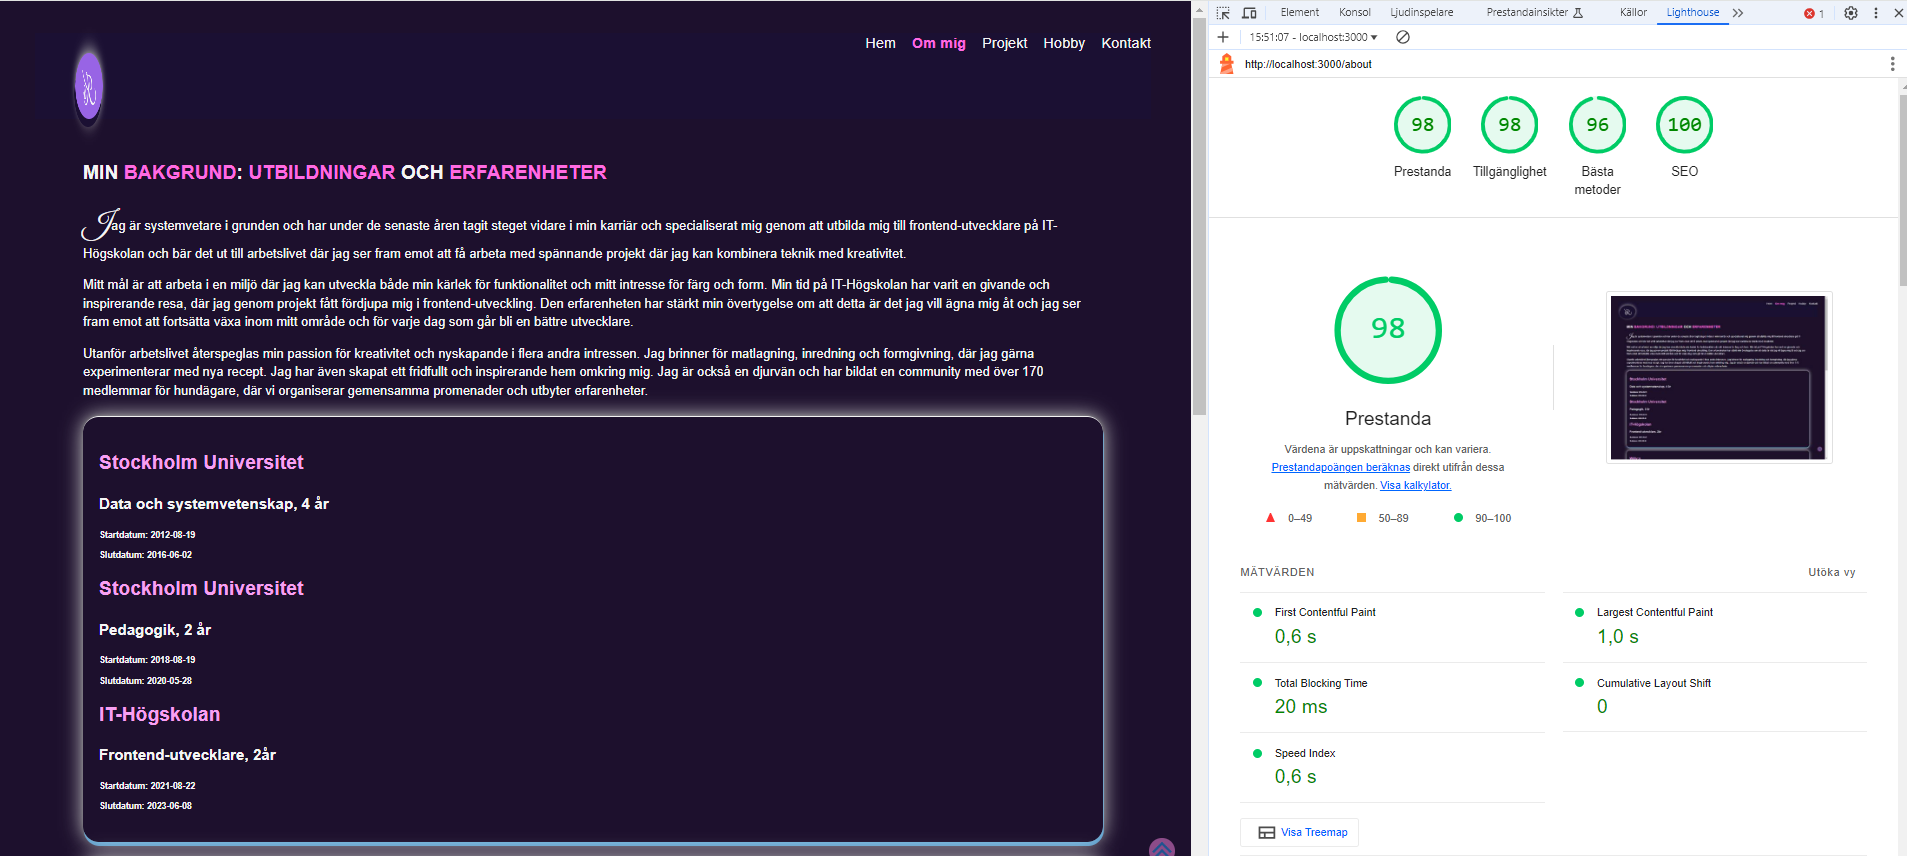 Hem Om mig Projekt Hobby Kontakt
MIN BAKGRUND: UTBILDNINGAR OCH ERFARENHETER
Jag är systemvetare i grunden och har under de senaste åren tagit steget vidare i min karriär och specialiserat mig genom att utbilda mig till frontend-utvecklare på IT-
Högskolan och bär det ut till arbetslivet där jag ser fram emot att få arbeta med spännande projekt där jag kan kombinera teknik med kreativitet.
Mitt mål är att arbeta i en miljö där jag kan utveckla både min kärlek för funktionalitet och mitt intresse för färg och form. Min tid på IT-Högskolan har varit en givande och
inspirerande resa, där jag genom projekt fått fördjupa mig i frontend-utveckling. Den erfarenheten har stärkt min övertygelse om att detta är det jag vill ägna mig åt och jag ser
fram emot att fortsätta växa inom mitt område och för varje dag som går bli en bättre utvecklare.
Utanför arbetslivet återspeglas min passion för kreativitet och nyskapande i flera andra intressen. Jag brinner för matlagning, inredning och formgivning, där jag gärna
experimenterar med nya recept. Jag har även skapat ett fridfullt och inspirerande hem omkring mig. Jag är också en djurvän och har bildat en community med över 170
medlemmar för hundägare, där vi organiserar gemensamma promenader och utbyter erfarenheter.
Stockholm Universitet
Data och systemvetenskap, 4 år
Startdatum: 2012-08-19
Slutdatum: 2016-06-02
Stockholm Universitet
Pedagogik, 2 år
Startdatum: 2018-08-19
Slutdatum: 2020-05-28
IT-Högskolan
Frontend-utvecklare, 2år
Startdatum: 2021-08-22
Slutdatum: 2023-06-08
Element Konsol Ljudinspelare Prestandainsikter Källor Lighthouse 1
15:51:07 - localhost:3000
http://localhost:3000/about
98 98 96 100
Prestanda Tillgänglighet Bästa metoder SEO
98
Prestanda
Värdena är uppskattningar och kan variera.
Prestandapoängen beräknas direkt utifrån dessa
mätvärden. Visa kalkylator.
0–49 50–89 90–100
MÄTVÄRDEN Utöka vy
First Contentful Paint
0,6 s
Largest Contentful Paint
1,0 s
Total Blocking Time
20 ms
Cumulative Layout Shift
0
Speed Index
0,6 s
Visa Treemap